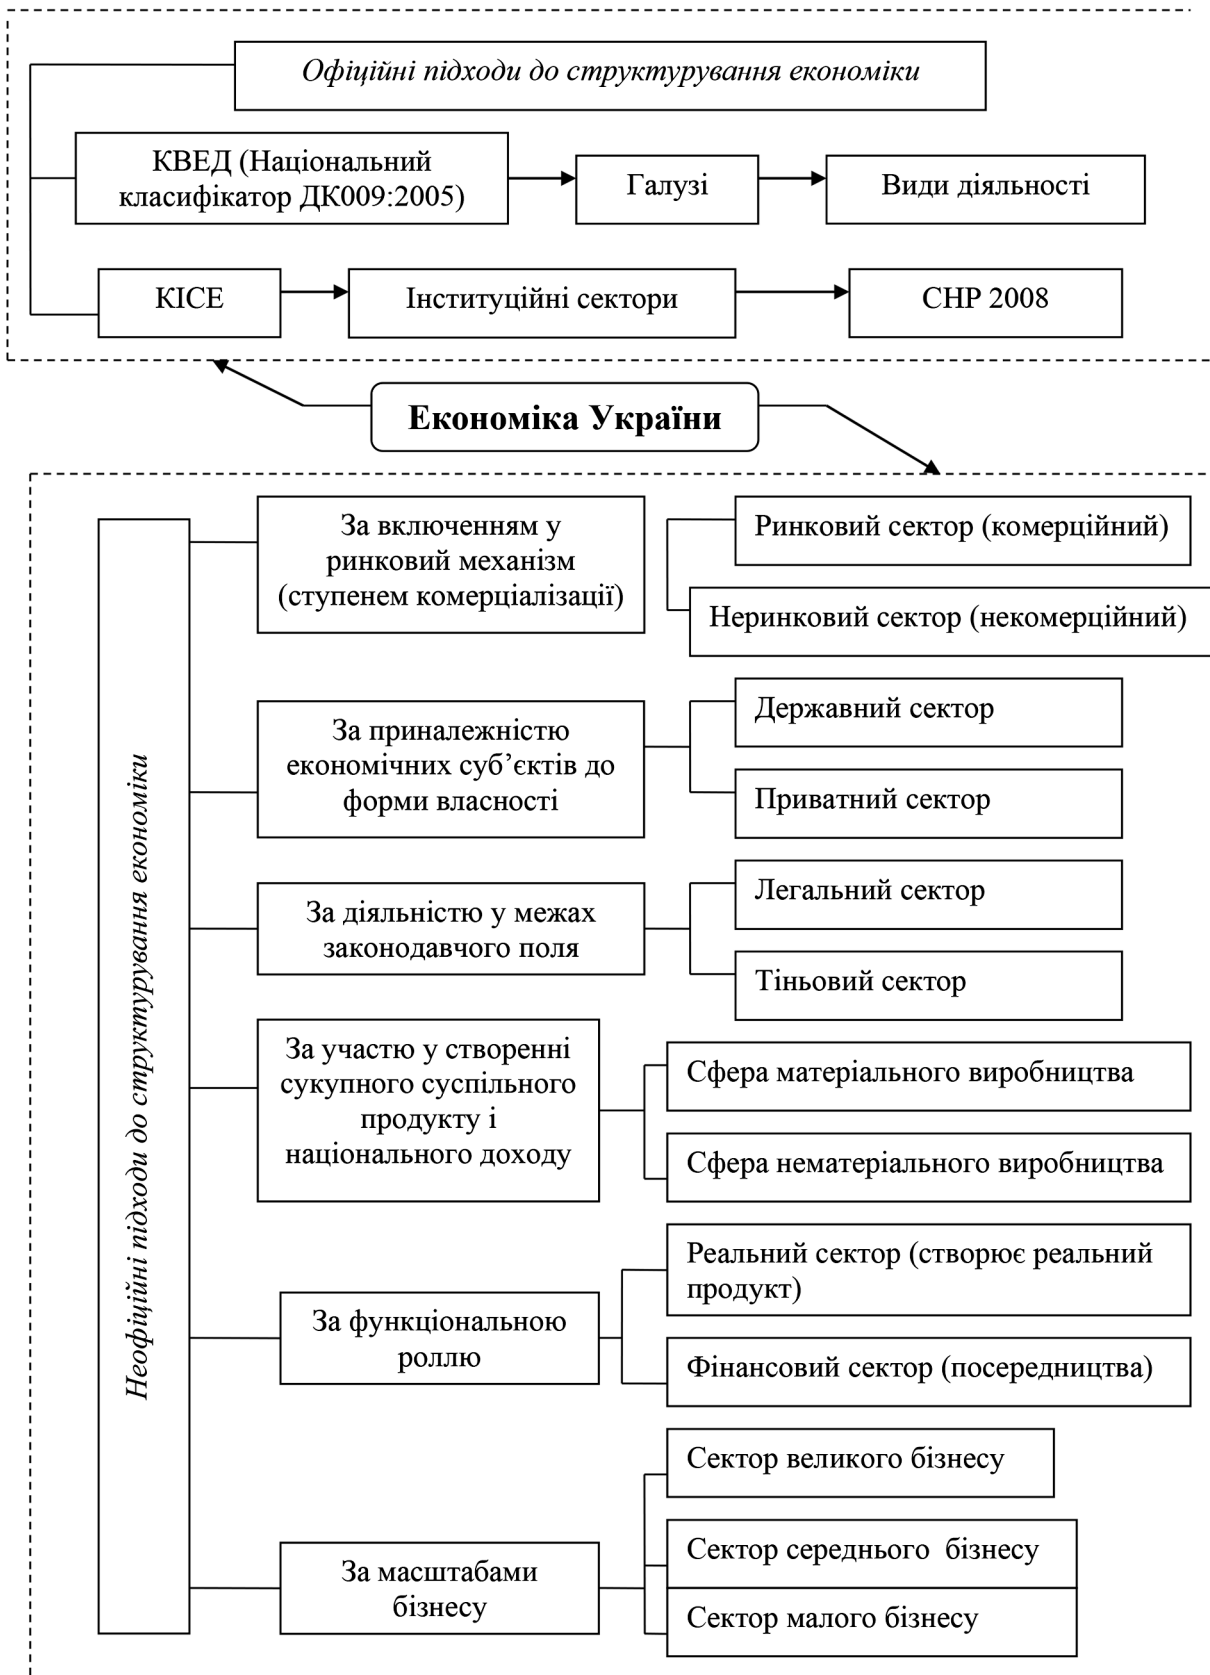 Офіційні підходи до структурування економіки
КВЕД (Національний
класифікатор ДК009:2005)
Галузі
Види діяльності
КІСЕ
Інституційні сектори
СНР 2008
Економіка України
Неофіційні підходи до структурування економіки
За включенням у
ринковий механізм
(ступенем комерціалізації)
Ринковий сектор (комерційний)
Неринковий сектор (некомерційний)
За приналежністю
економічних суб’єктів до
форми власності
Державний сектор
Приватний сектор
За діяльністю у межах
законодавчого поля
Легальний сектор
Тіньовий сектор
За участю у створенні
сукупного суспільного
продукту і
національного доходу
Сфера матеріального виробництва
Сфера нематеріального виробництва
За функціональною
роллю
Реальний сектор (створює реальний
продукт)
Фінансовий сектор (посередництва)
За масштабами
бізнесу
Сектор великого бізнесу
Сектор середнього  бізнесу
Сектор малого бізнесу